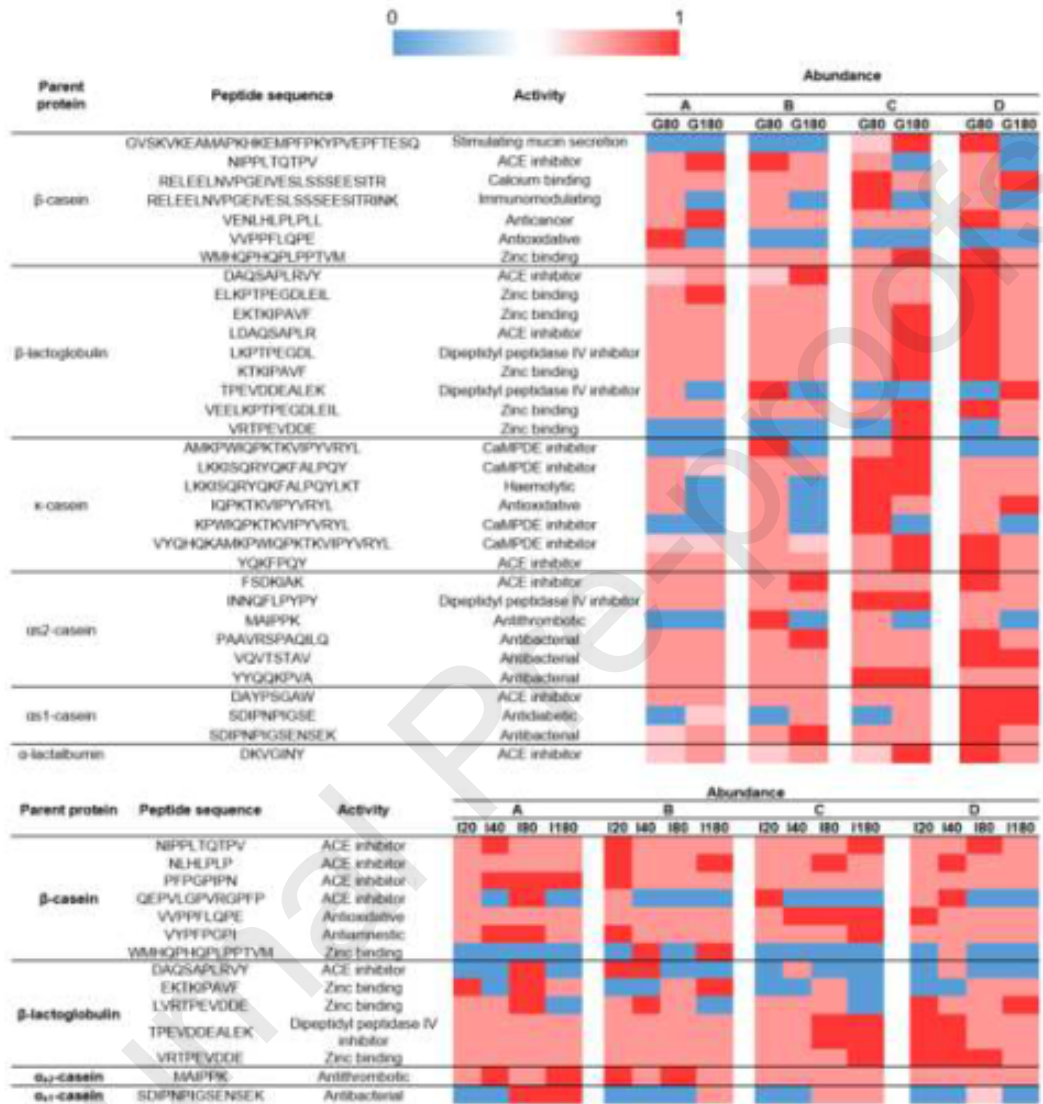 0 1
Abundance
Parent protein Peptide sequence Activity A B C D
G80 G180 G80 G180 G80 G180 G80 G180
GVSKVKEAMAPKHKEMPFPKYPVEPFTESQ Stimulating mucin secretion
NIPPLTQTPV ACE inhibitor
RELEELNVPGEIVESLSSSEESITR Calcium binding
β-casein RELEELNVPGEIVESLSSSEESITRINK Immunomodulating
VENLHLPLPLL Anticancer
VVPPFLQPE Antioxidative
WMHQPHQPLPPTVM Zinc binding
DAQSAPLRVY ACE inhibitor
ELKPTPEGDLEIL Zinc binding
EKTKIPAVF Zinc binding
LDAQSAPLR ACE inhibitor
β-lactoglobulin LKPTPEGDL Dipeptidyl peptidase IV inhibitor
KTKIPAVF Zinc binding
TPEVDDEALEK Dipeptidyl peptidase IV inhibitor
VEELKPTPEGDLEIL Zinc binding
VRTPEVDDE Zinc binding
AMKPWIQPKTKVIPYVRYL CaMPDE inhibitor
LKKISQRYQKFALPQY CaMPDE inhibitor
LKKISQRYQKFALPQYLKT Haemolytic
κ-casein IQPKTKVIPYVRYL Antioxidative
KPWIQPKTKVIPYVRYL CaMPDE inhibitor
VYQHQKAMKPWIQPKTKVIPYVRYL CaMPDE inhibitor
YQKFPQY ACE inhibitor
FSDKIAK ACE inhibitor
INNQFLPYPY Dipeptidyl peptidase IV inhibitor
αs2-casein MAIPPK Antithrombotic
PAAVRSPAQILQ Antibacterial
VQVTSTAV Antibacterial
YYQQKPVA Antibacterial
DAYPSGAW ACE inhibitor
αs1-casein SDIPNPIGSE Antidiabetic
SDIPNPIGSENSEK Antibacterial
α-lactalbumin DKVGINY ACE inhibitor
Abundance
Parent protein Peptide sequence Activity A B C D
I20 I40 I80 I180 I20 I40 I80 I180 I20 I40 I80 I180 I20 I40 I80 I180
NIPPLTQTPV ACE inhibitor
NLHLPLP ACE inhibitor
PFPGPIPN ACE inhibitor
β-casein QEPVLGPVRGPFP ACE inhibitor
VVPPFLQPE Antioxidative
VYPFPGPI Antiamnestic
WMHQPHQPLPPTVM Zinc binding
DAQSAPLRVY ACE inhibitor
EKTKIPAVF Zinc binding
β-lactoglobulin LVRTPEVDDE Zinc binding
TPEVDDEALEK Dipeptidyl peptidase IV inhibitor
VRTPEVDDE Zinc binding
αs2-casein MAIPPK Antithrombotic
αs1-casein SDIPNPIGSENSEK Antibacterial
nal Pre-proofs